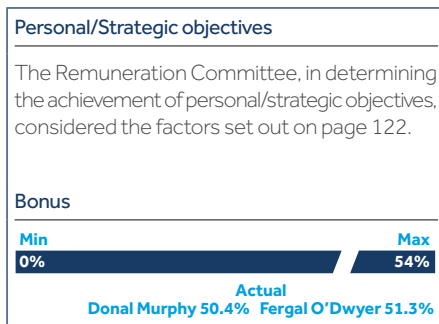 Personal/Strategic objectives
The Remuneration Committee, in determining
the achievement of personal/strategic objectives,
considered the factors set out on page 122.
Bonus
Min Max
0% 54%
Actual
Donal Murphy 50.4% Fergal O’Dwyer 51.3%